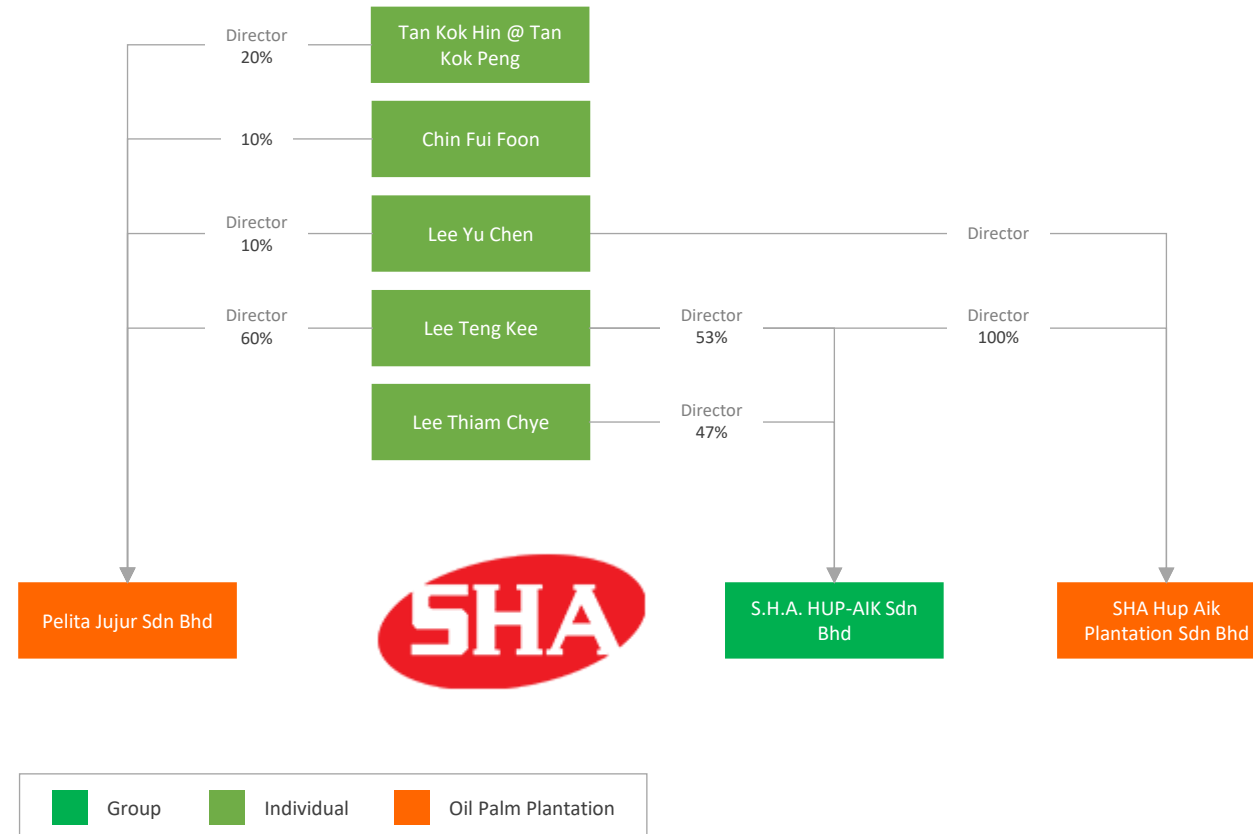 Director
20%
Tan Kok Hin @ Tan
Kok Peng
10%
Chin Fui Foon
Director
10%
Lee Yu Chen
Director
Director
60%
Lee Teng Kee
Director
53%
Director
100%
Lee Thiam Chye
Director
47%
Pelita Jujur Sdn Bhd
SHA
S.H.A. HUP-AIK Sdn
Bhd
SHA Hup Aik
Plantation Sdn Bhd
Group
Individual
Oil Palm Plantation